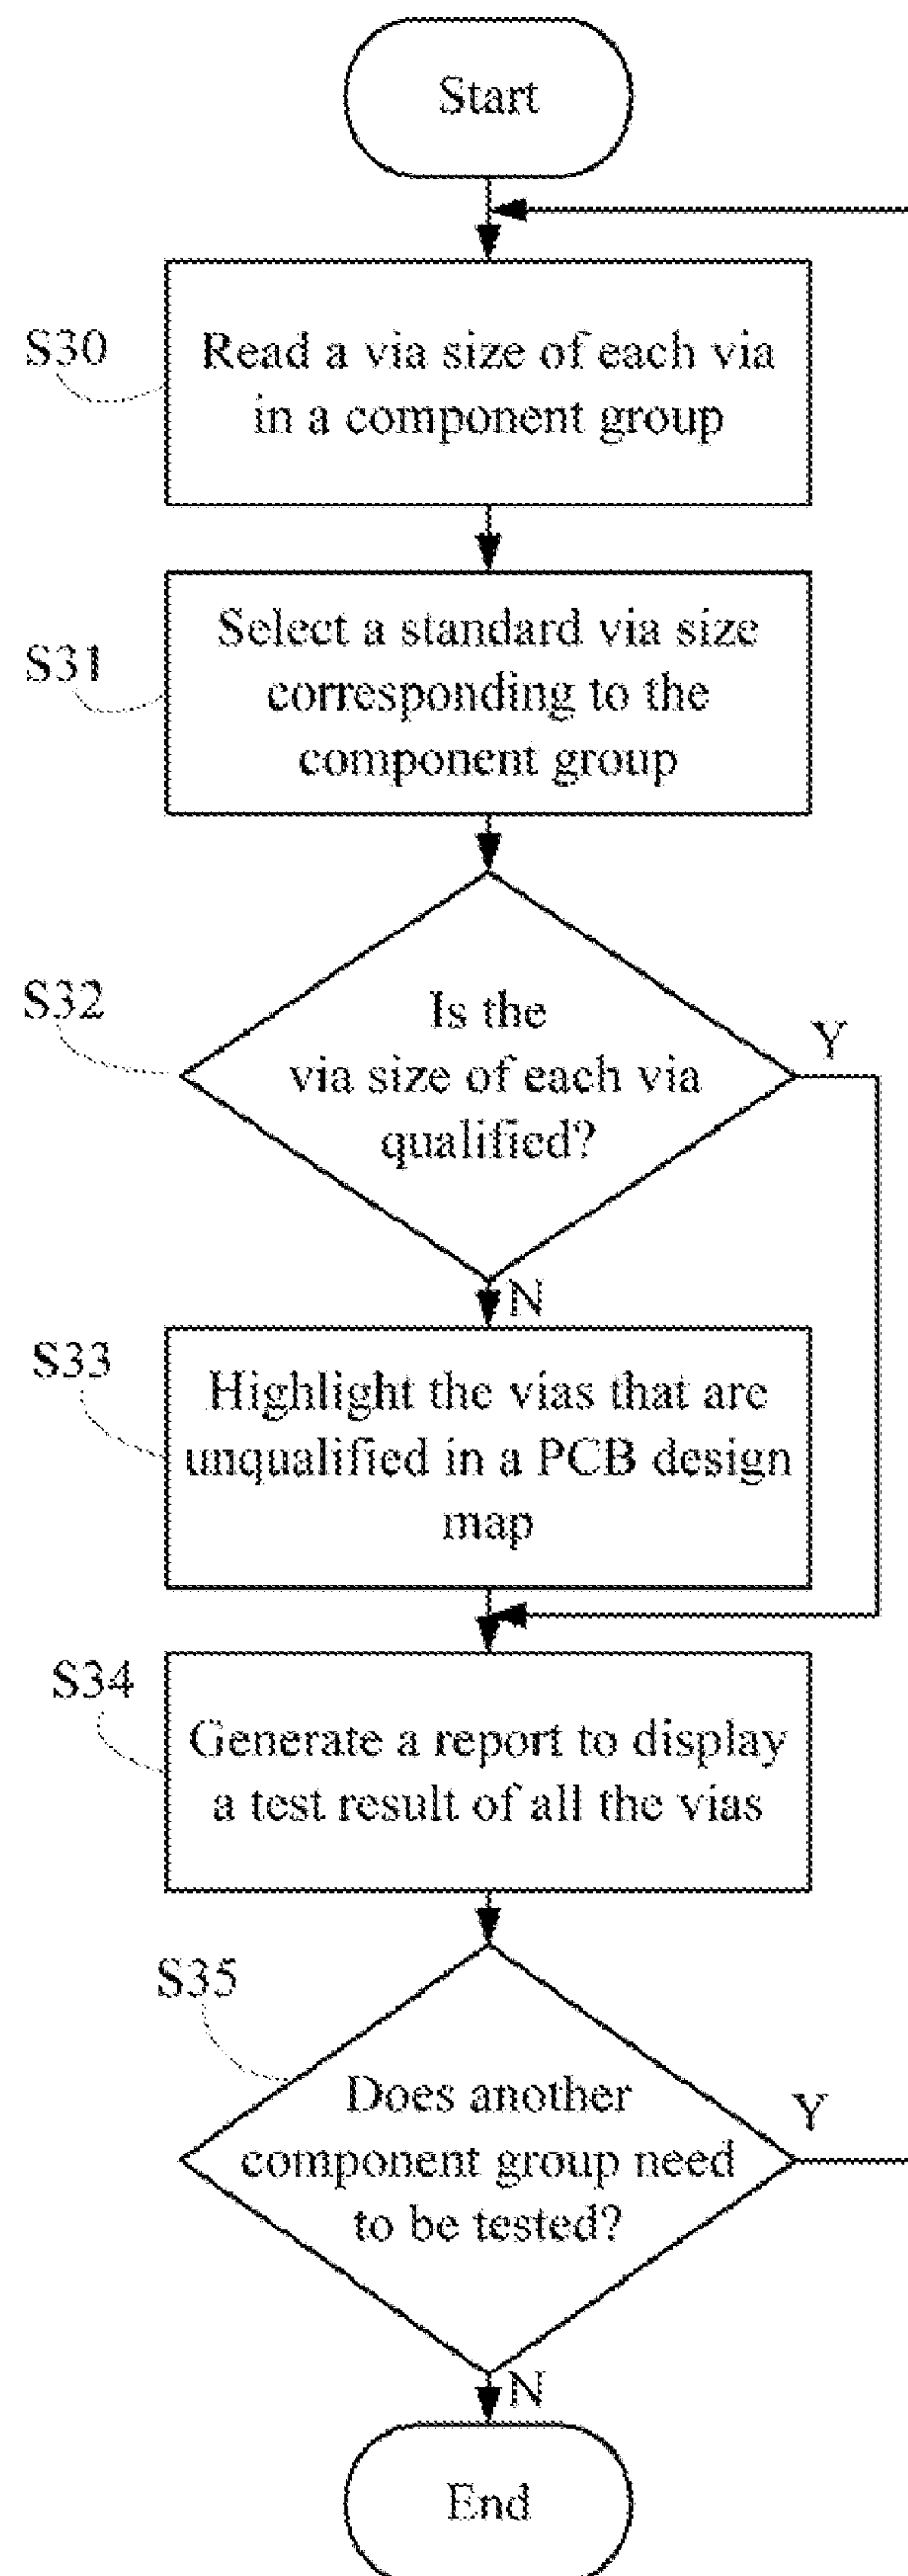 Start
S30
Read a via size of each via
in a component group
S31
Select a standard via size
corresponding to the
component group
S32
Is the
via size of each via
qualified?
Y
N
S33
Highlight the vias that are
unqualified in a PCB design
map
S34
Generate a report to display
a test result of all the vias
S35
Does another
component group need
to be tested?
Y
N
End